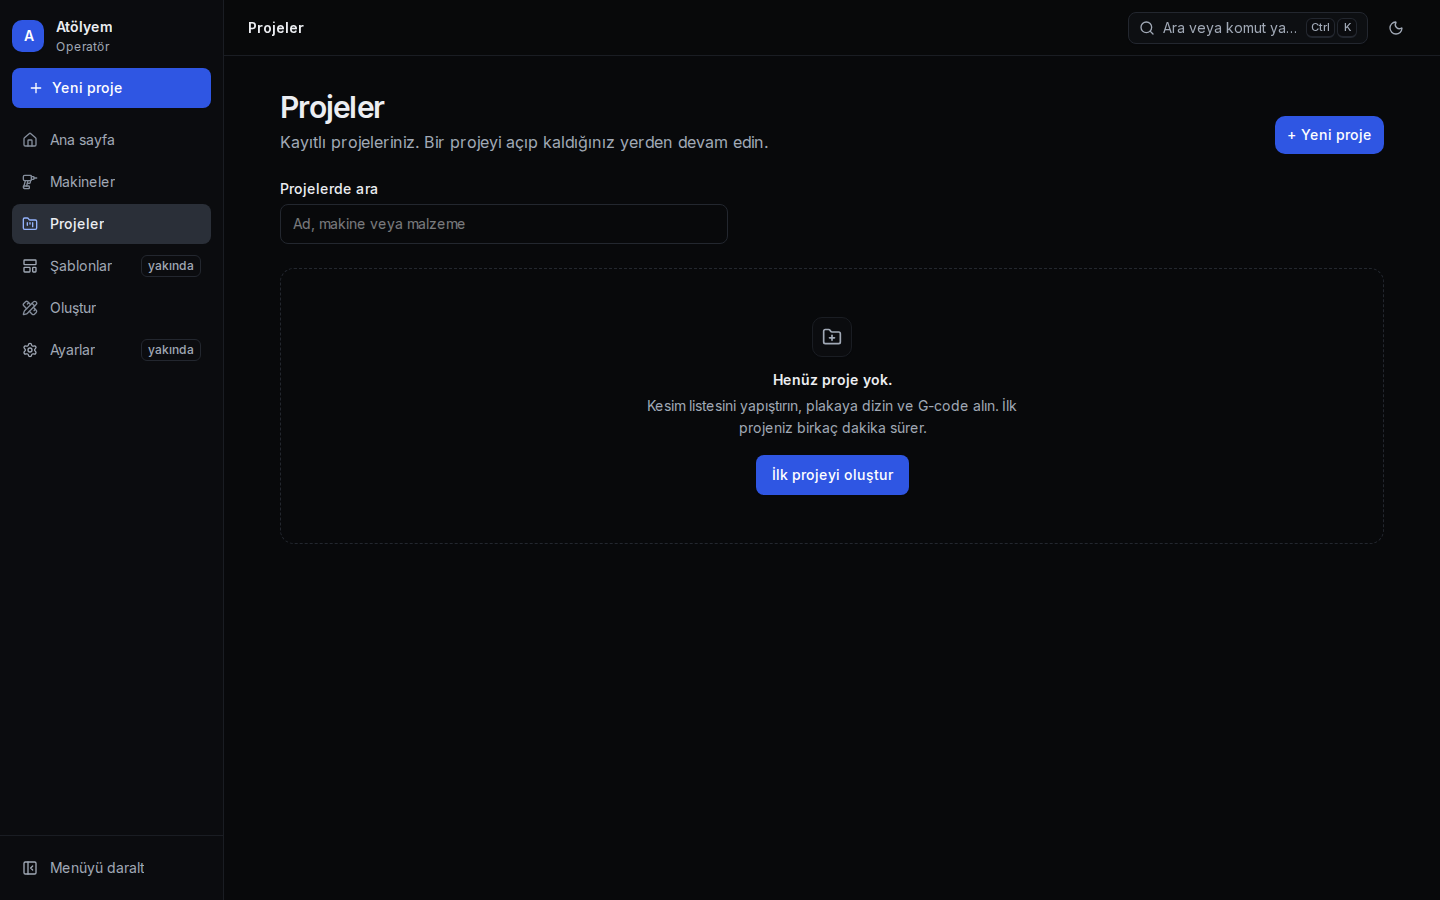 A
Atölyem
Operatör
Yeni proje
Ana sayfa
Makineler
Projeler
Şablonlar yakında
Oluştur
Ayarlar yakında
Menüyü daralt
Projeler
Ara veya komut ya... Ctrl K
Projeler
Kayıtlı projeleriniz. Bir projeyi açıp kaldığınız yerden devam edin.
+ Yeni proje
Projelerde ara
Ad, makine veya malzeme
Henüz proje yok.
Kesim listesini yapıştırın, plakaya dizin ve G-code alın. İlk
projeniz birkaç dakika sürer.
İlk projeyi oluştur